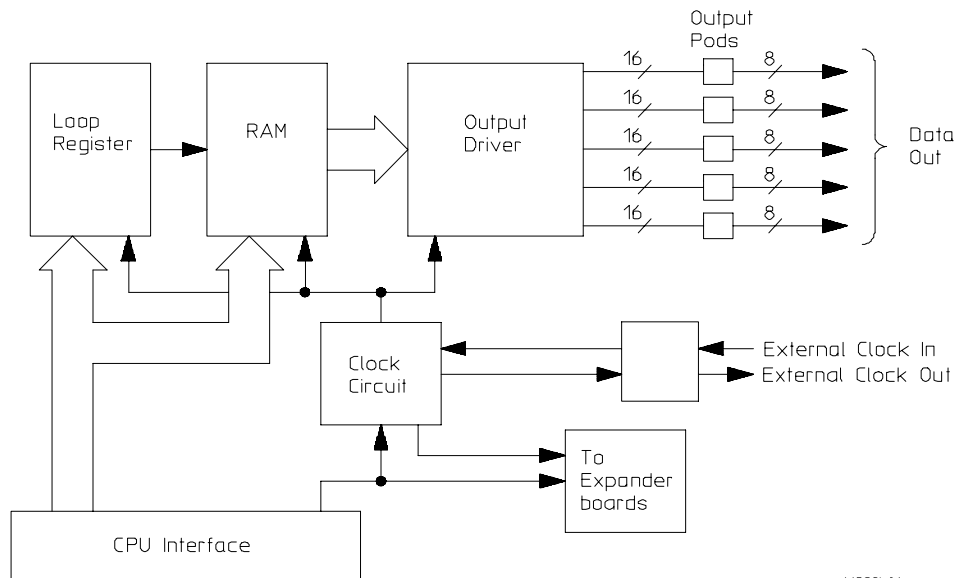 Output
Pods
16 8
Loop
Register
RAM
Output
Driver
16 8
Data
Out
16 8
16 8
16 8
Clock
Circuit
External Clock In
External Clock Out
To
Expander
boards
CPU Interface